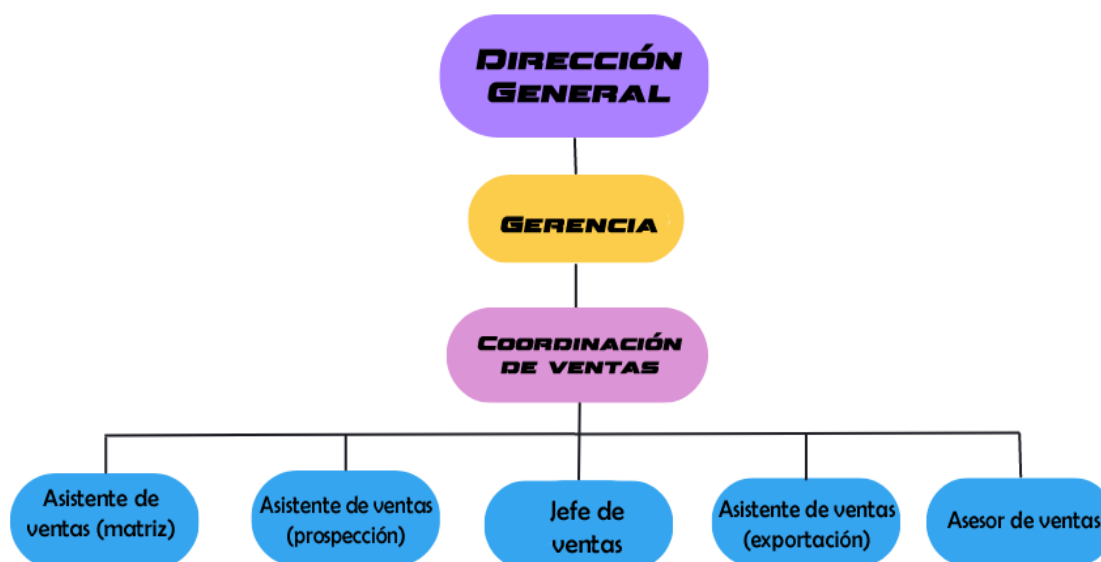 DIRECCIÓN
GENERAL
GERENCIA
COORDINACIÓN
DE VENTAS
Asistente de
ventas (matriz)
Asistente de ventas
(prospección)
Jefe de
ventas
Asistente de ventas
(exportación)
Asesor de ventas